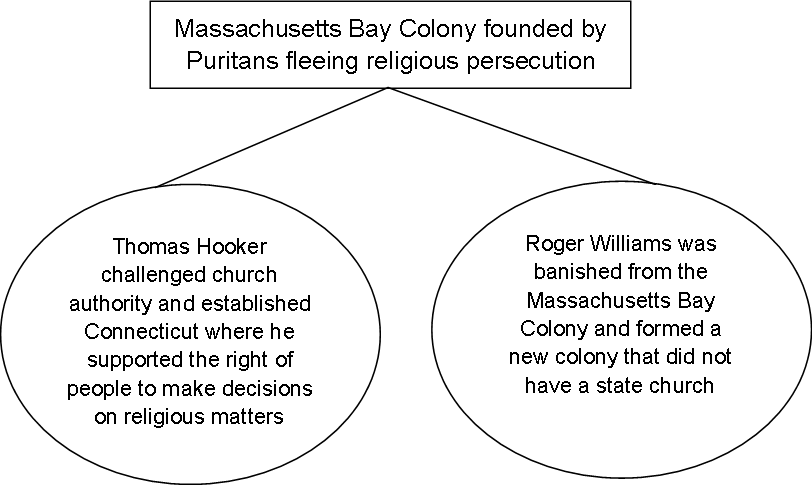 Massachusetts Bay Colony founded by
Puritans fleeing religious persecution
Thomas Hooker
challenged church
authority and established
Connecticut where he
supported the right of
people to make decisions
on religious matters
Roger Williams was
banished from the
Massachusetts Bay
Colony and formed a
new colony that did not
have a state church